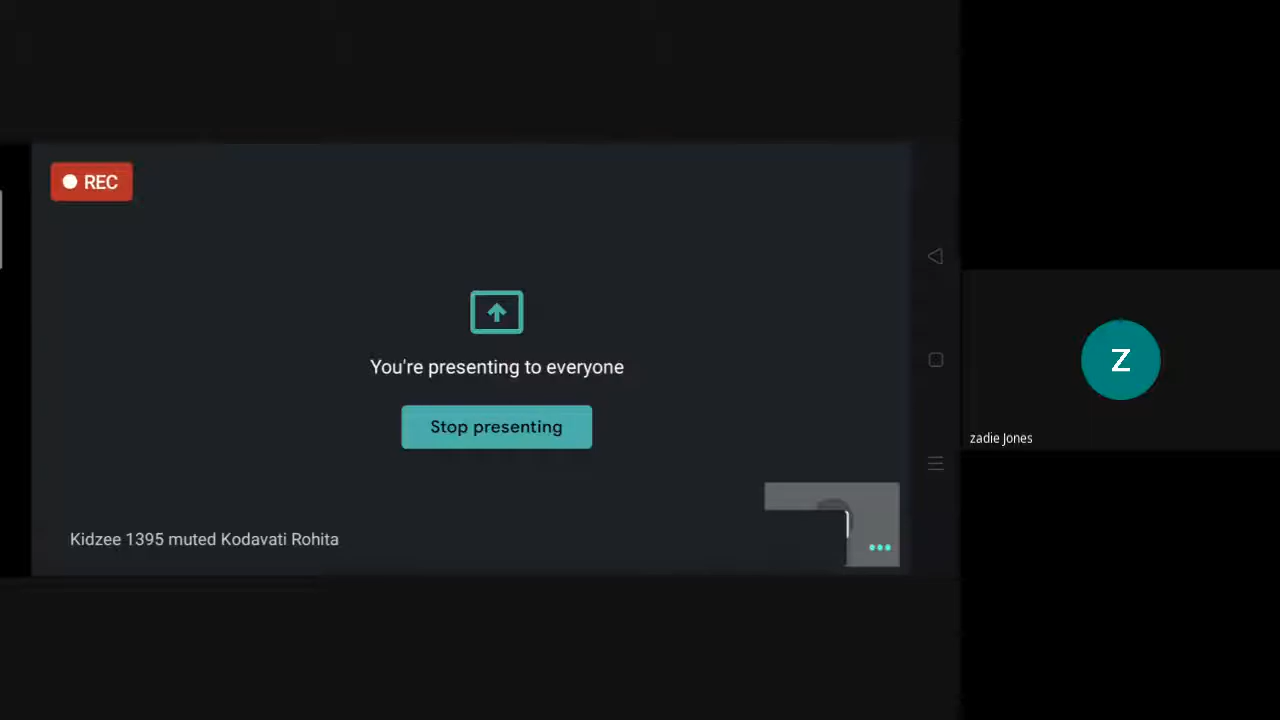 REC
You're presenting to everyone
Stop presenting
Kidzee 1395 muted Kodavati Rohita
Z
zadie Jones